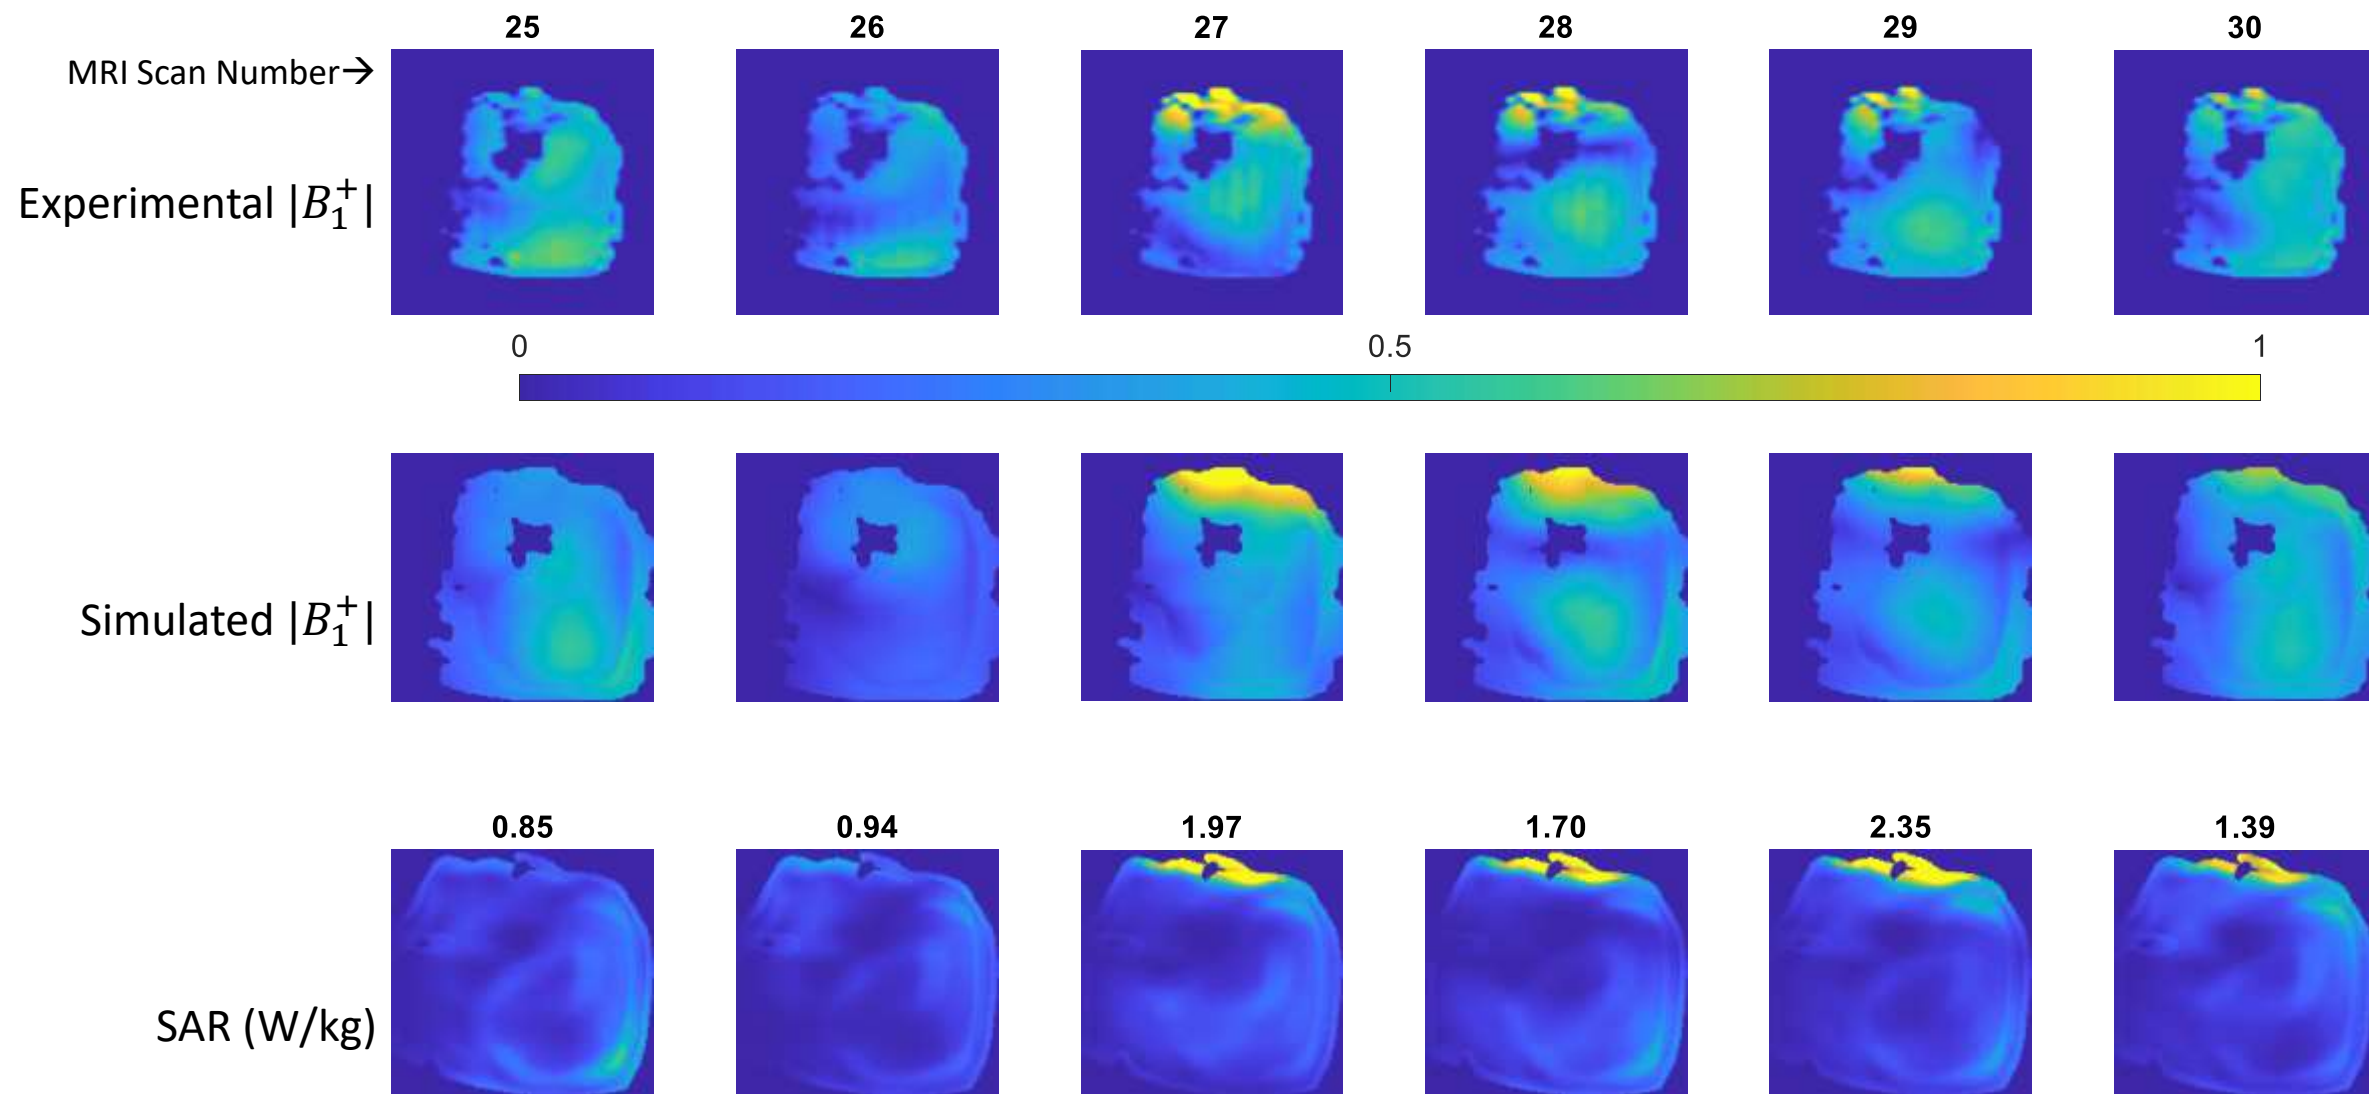 25 26 27 28 29 30
MRI Scan Number→
Experimental |B₁⁺|
0 0.5 1
Simulated |B₁⁺|
0.85 0.94 1.97 1.70 2.35 1.39
SAR (W/kg)